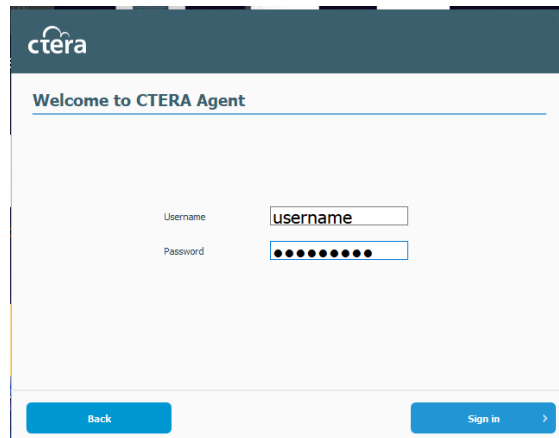 ctera
Welcome to CTERA Agent
Username username
Password ●●●●●●●●●
Back Sign in